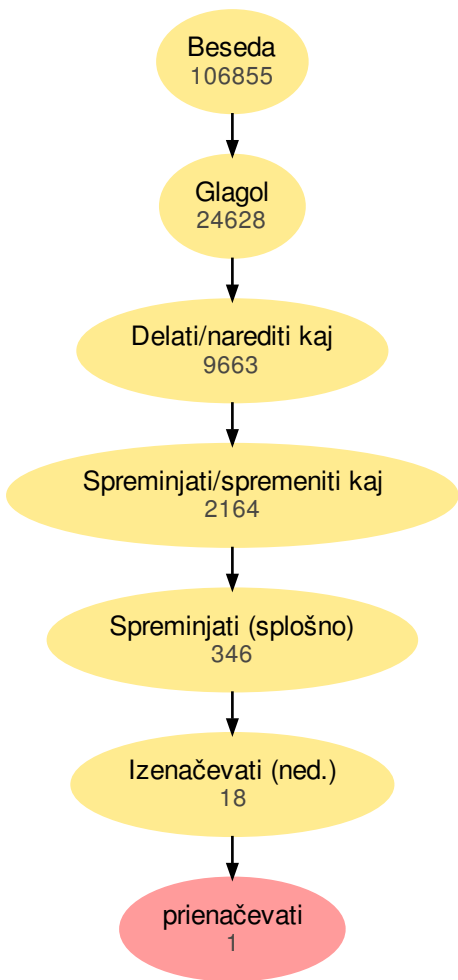 Beseda
106855
Glagol
24628
Delati/narediti kaj
9663
Spreminjati/spremeniti kaj
2164
Spreminjati (splošno)
346
Izenačevati (ned.)
18
prienačevati
1